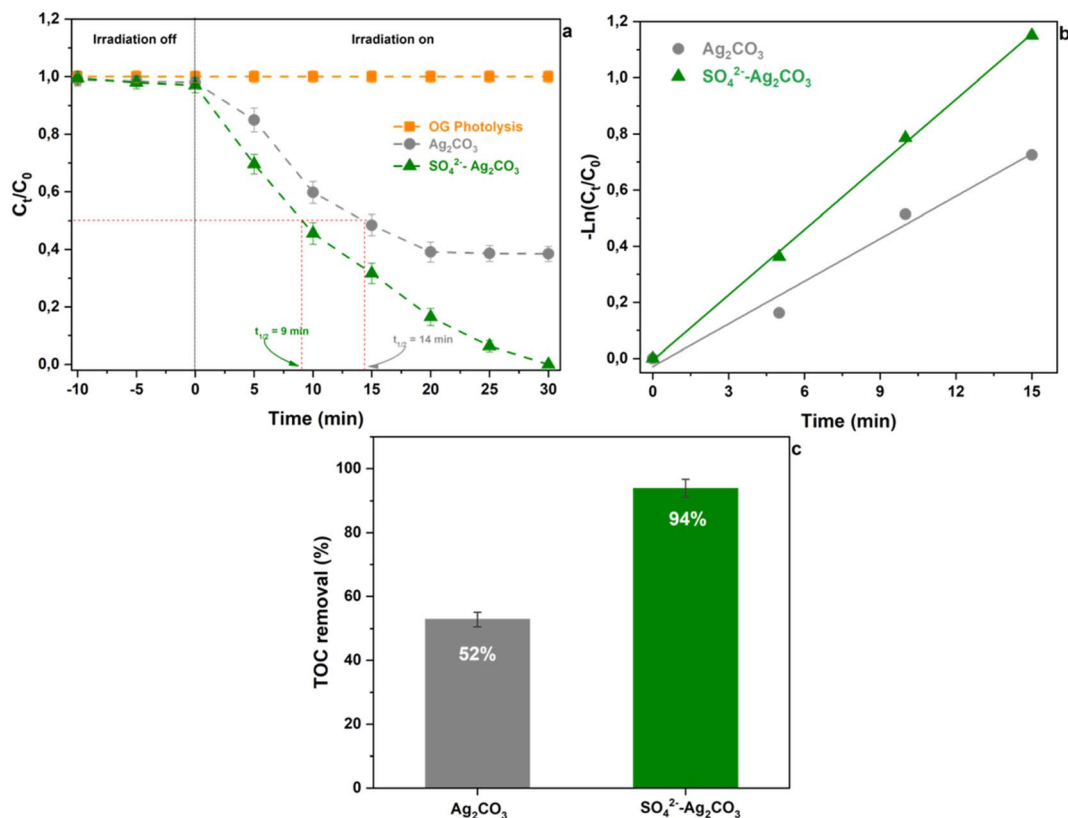 a
Irradiation off
Irradiation on
OG Photolysis
Ag₂CO₃
SO₄²⁻- Ag₂CO₃
t₁/₂ = 9 min
t₁/₂ = 14 min
1,2
1,0
0,8
0,6
0,4
0,2
0,0
-10 -5 0 5 10 15 20 25 30
Cₜ/C₀
Time (min)
b
Ag₂CO₃
SO₄²⁻-Ag₂CO₃
1,2
1,0
0,8
0,6
0,4
0,2
0,0
0 3 6 9 12 15
-Ln(Cₜ/C₀)
Time (min)
c
100
80
60
40
20
0
TOC removal (%)
52%
94%
Ag₂CO₃
SO₄²⁻-Ag₂CO₃